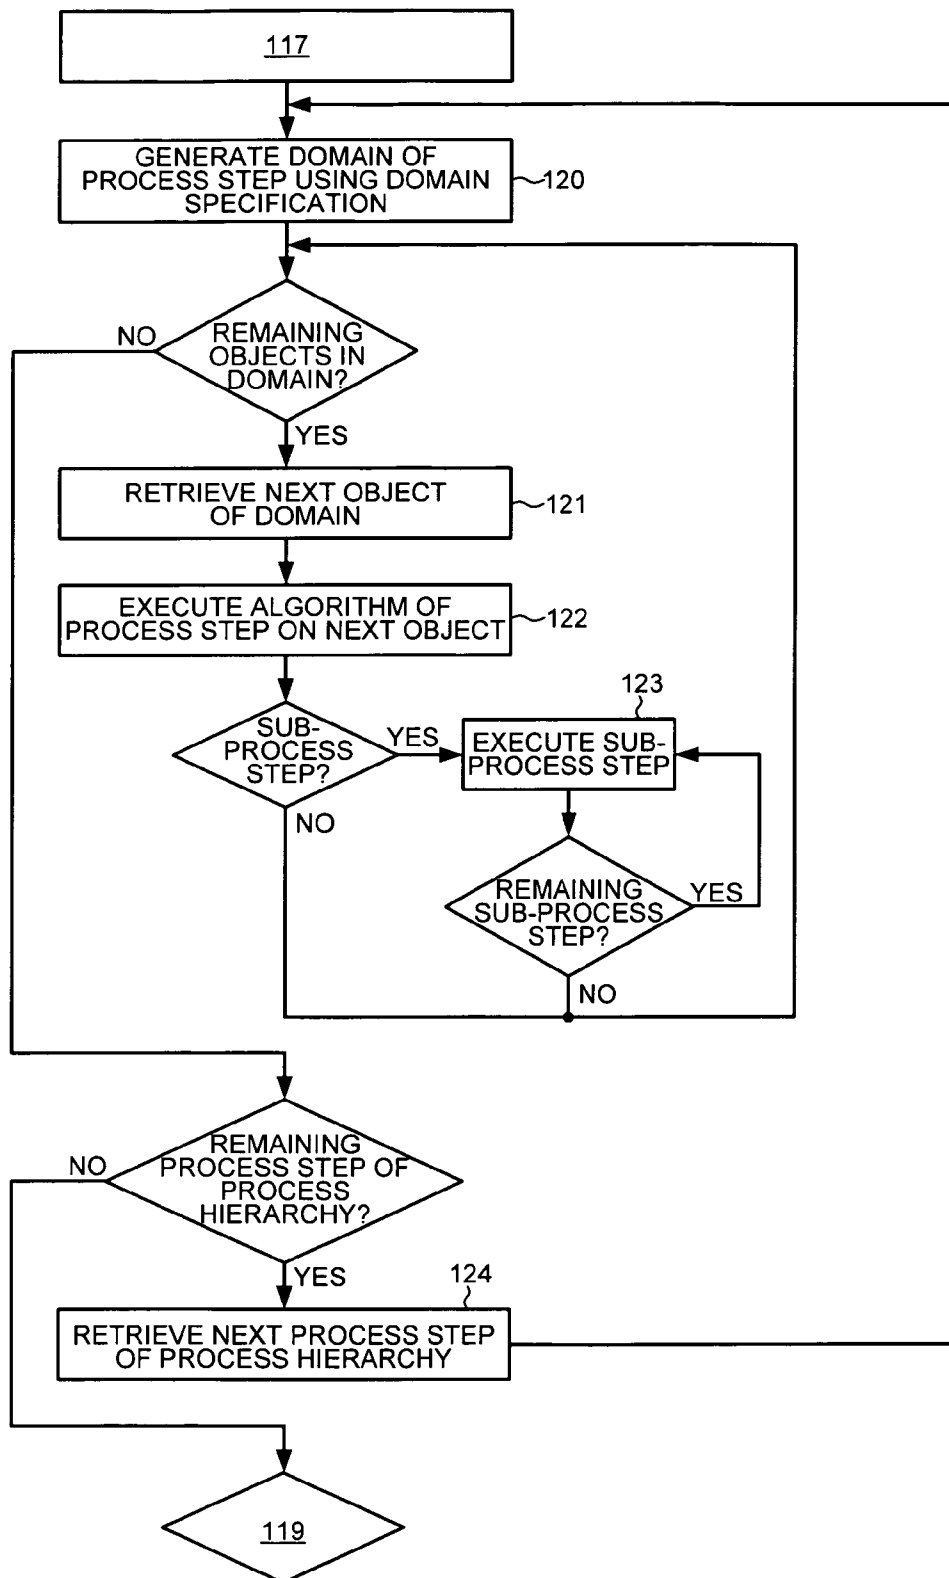 117
GENERATE DOMAIN OF
PROCESS STEP USING DOMAIN
SPECIFICATION
120
NO
REMAINING
OBJECTS IN
DOMAIN?
YES
RETRIEVE NEXT OBJECT
OF DOMAIN
121
EXECUTE ALGORITHM OF
PROCESS STEP ON NEXT OBJECT
122
SUB-
PROCESS
STEP?
YES
NO
123
EXECUTE SUB-
PROCESS STEP
REMAINING
SUB-PROCESS
STEP?
YES
NO
NO
REMAINING
PROCESS STEP OF
PROCESS
HIERARCHY?
YES
124
RETRIEVE NEXT PROCESS STEP
OF PROCESS HIERARCHY
119